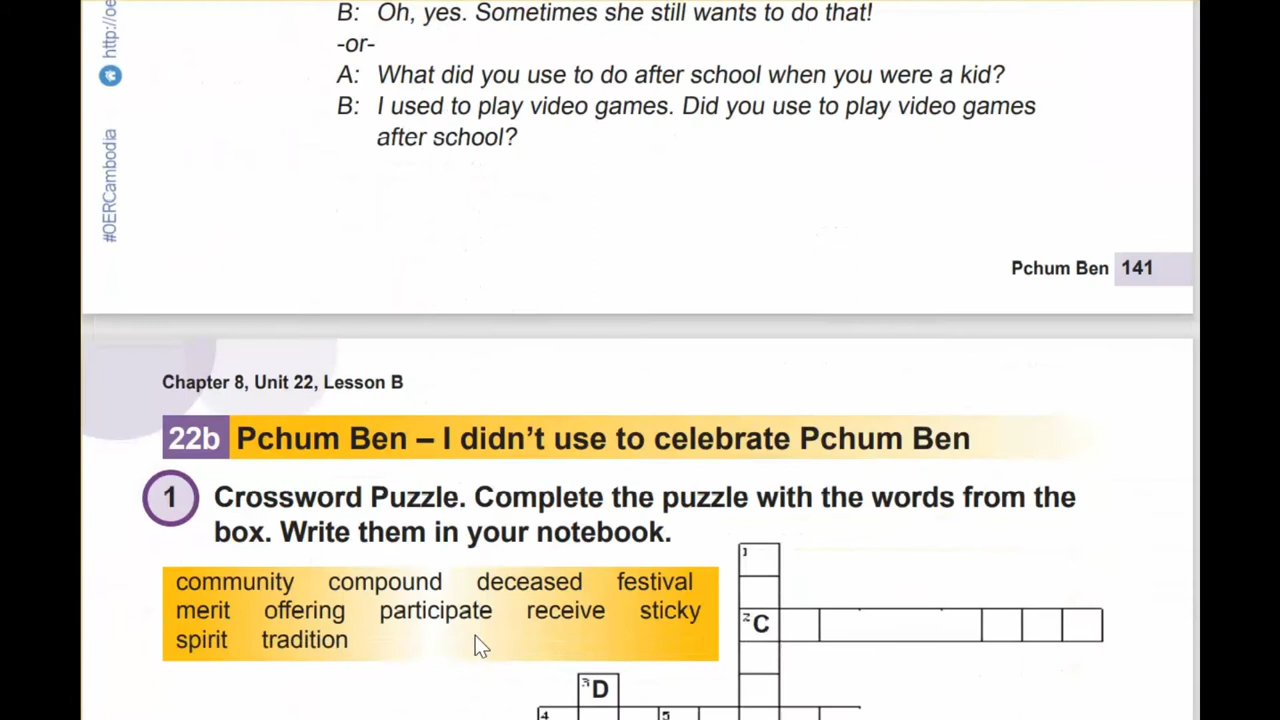 B: Oh, yes. Sometimes she still wants to do that!
-or-
A: What did you use to do after school when you were a kid?
B: I used to play video games. Did you use to play video games
after school?
#OERCambodia http://oe
Pchum Ben 141
Chapter 8, Unit 22, Lesson B
22b Pchum Ben – I didn't use to celebrate Pchum Ben
1 Crossword Puzzle. Complete the puzzle with the words from the
box. Write them in your notebook.
community compound deceased festival
merit offering participate receive sticky
spirit tradition
1
2 C
3 D
4 5